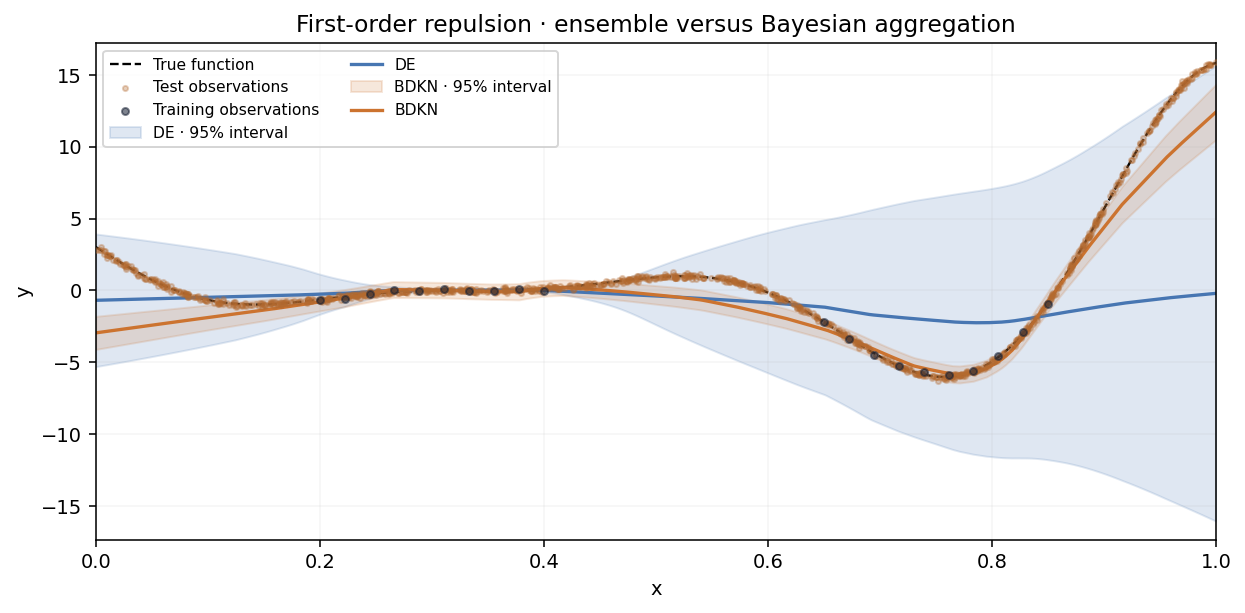 First-order repulsion · ensemble versus Bayesian aggregation
True function
Test observations
Training observations
DE · 95% interval
DE
BDKN · 95% interval
BDKN
15
10
5
0
−5
−10
−15
y
0.0
0.2
0.4
0.6
0.8
1.0
x